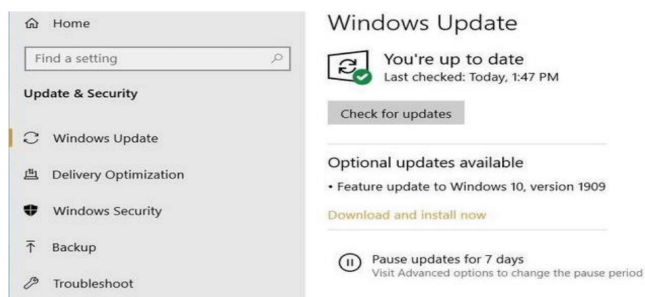 Home
Find a setting
Update & Security
Windows Update
Delivery Optimization
Windows Security
Backup
Troubleshoot
Windows Update
You're up to date
Last checked: Today, 1:47 PM
Check for updates
Optional updates available
• Feature update to Windows 10, version 1909
Download and install now
Pause updates for 7 days
Visit Advanced options to change the pause period